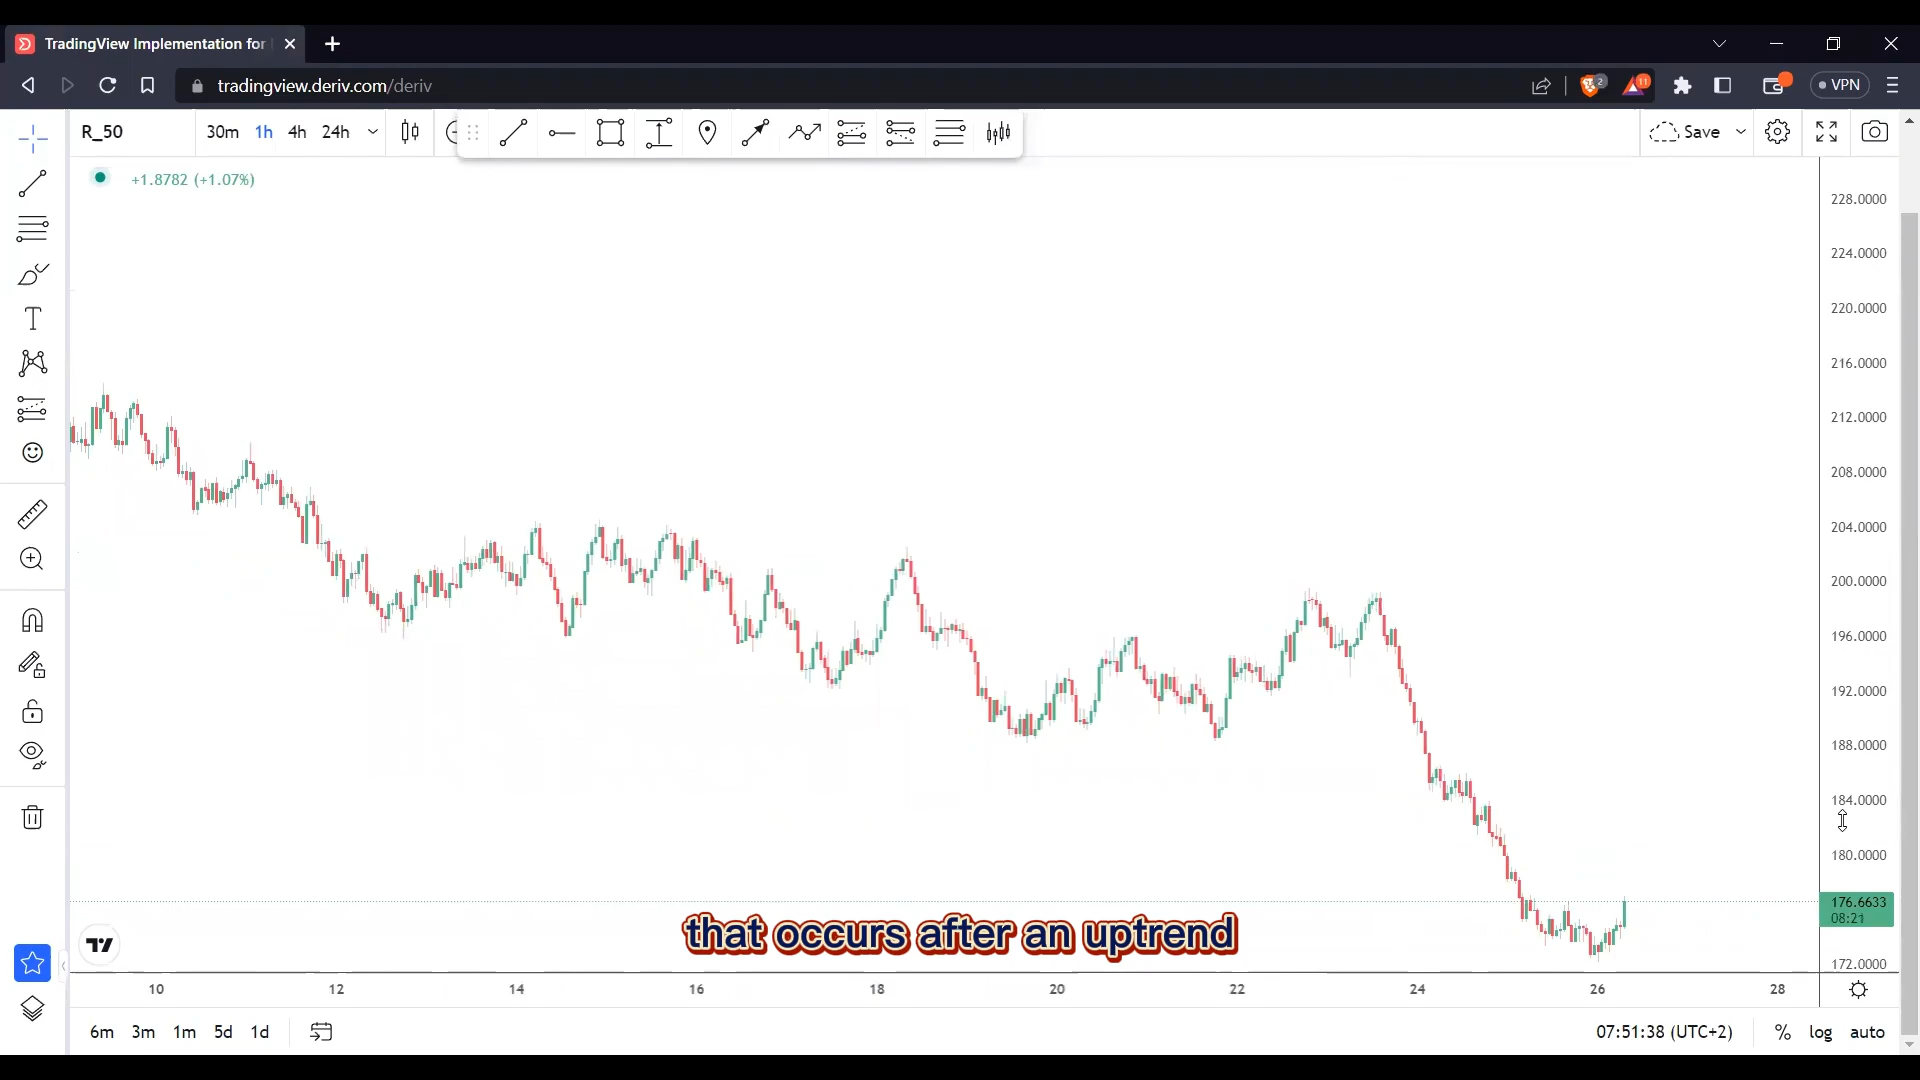 TradingView Implementation for
tradingview.deriv.com/deriv
2
11
VPN
R_50
30m 1h 4h 24h
Save
+1.8782 (+1.07%)
228.0000
224.0000
220.0000
216.0000
212.0000
208.0000
204.0000
200.0000
196.0000
192.0000
188.0000
184.0000
180.0000
176.6633
08:21
172.0000
that occurs after an uptrend
10 12 14 16 18 20 22 24 26 28
6m 3m 1m 5d 1d
07:51:38 (UTC+2)
% log auto